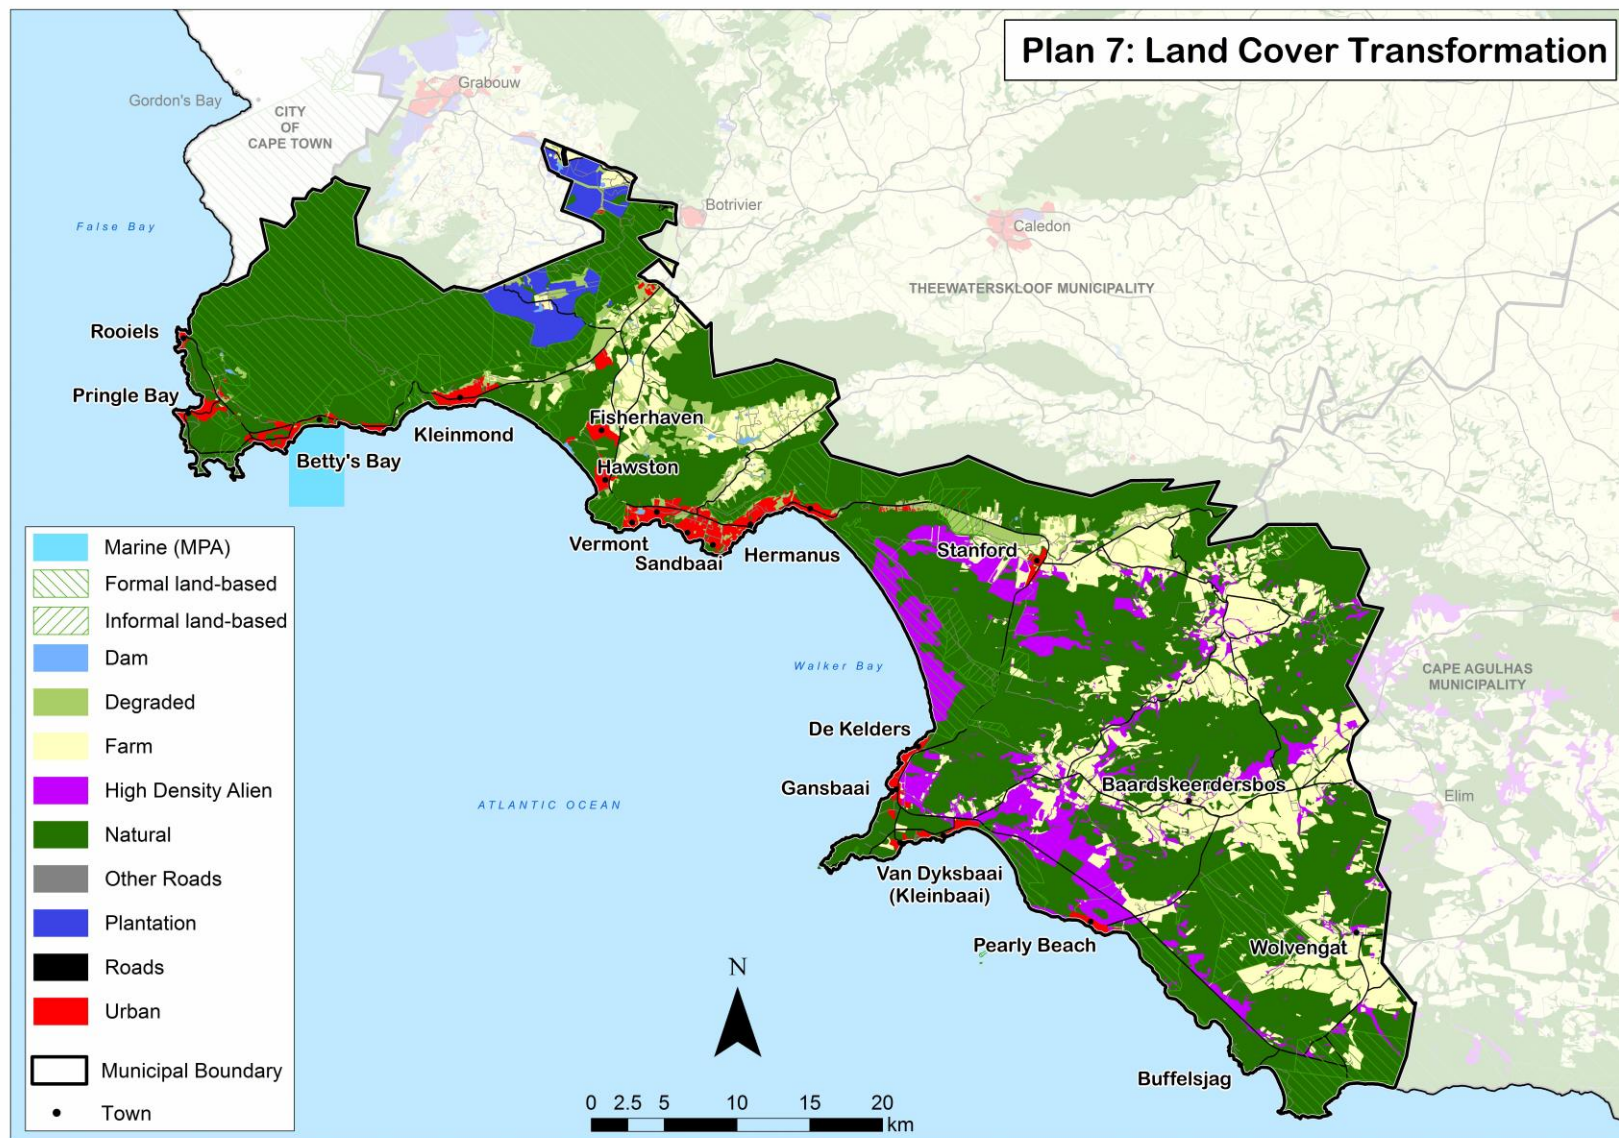 Plan 7: Land Cover Transformation
Grabouw
Gordon's Bay
CITY
OF
CAPE TOWN
Botrivier
Caledon
False Bay
THEEWATERSKLOOF MUNICIPALITY
Rooiels
Pringle Bay
Fisherhaven
Kleinmond
Betty's Bay
Hawston
Vermont
Sandbaai
Hermanus
Stanford
Walker Bay
CAPE AGULHAS
MUNICIPALITY
De Kelders
Gansbaai
Baardskeerdersbos
Elim
ATLANTIC OCEAN
Van Dyksbaai
(Kleinbaai)
Pearly Beach
Wolvengat
Buffelsjag
Marine (MPA)
Formal land-based
Informal land-based
Dam
Degraded
Farm
High Density Alien
Natural
Other Roads
Plantation
Roads
Urban
Municipal Boundary
Town
N
0 2.5 5 10 15 20
km